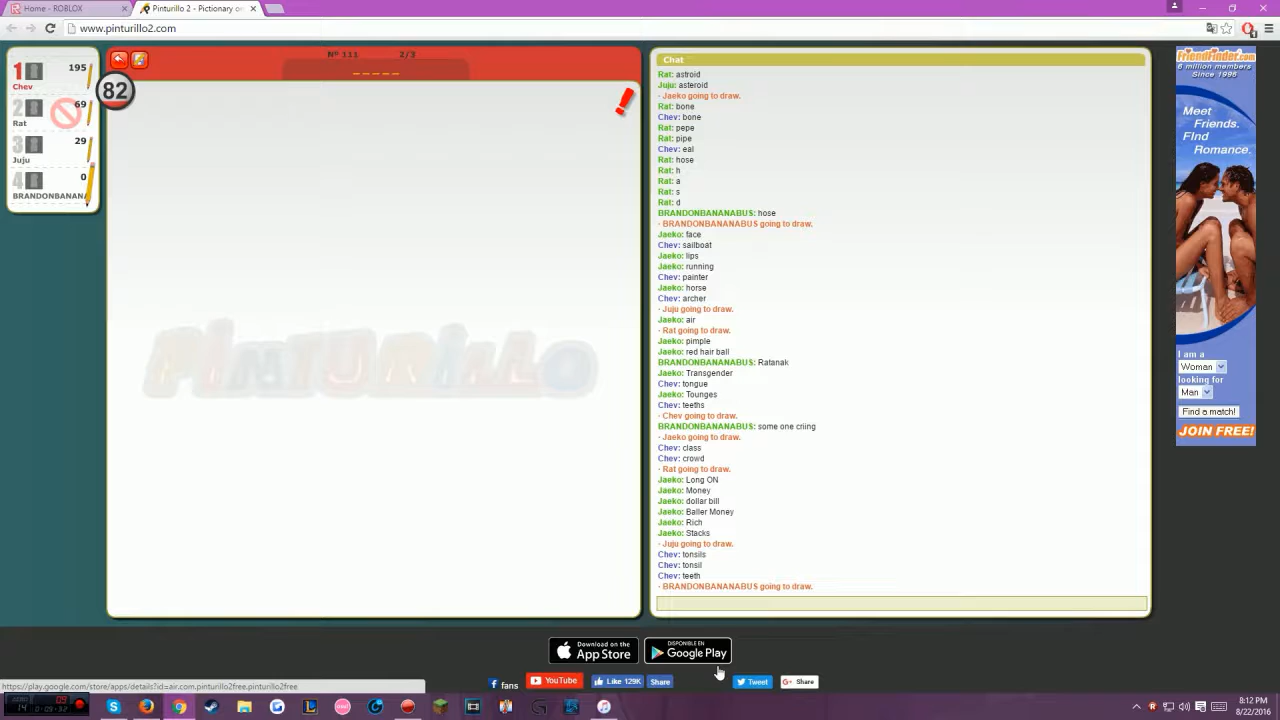 Home - ROBLOX
Pinturillo 2 - Pictionary on
www.pinturillo2.com
1 195
Chev
2 69
Rat
3 29
Juju
4 0
BRANDONBANANA
Nº 111 2/3
_ _ _ _ _
82
Pinturillo
Chat
Rat: astroid
Juju: asteroid
· Jaeko going to draw.
Rat: bone
Chev: bone
Rat: pepe
Rat: pipe
Chev: eal
Rat: hose
Rat: h
Rat: a
Rat: s
Rat: d
BRANDONBANANABUS: hose
· BRANDONBANANABUS going to draw.
Jaeko: face
Chev: sailboat
Jaeko: lips
Jaeko: running
Chev: painter
Jaeko: horse
Chev: archer
· Juju going to draw.
Jaeko: air
· Rat going to draw.
Jaeko: pimple
Jaeko: red hair ball
BRANDONBANANABUS: Ratanak
Jaeko: Transgender
Chev: tongue
Jaeko: Tounges
Chev: teeths
· Chev going to draw.
BRANDONBANANABUS: some one criing
· Jaeko going to draw.
Chev: class
Chev: crowd
· Rat going to draw.
Jaeko: Long ON
Jaeko: Money
Jaeko: dollar bill
Jaeko: Baller Money
Jaeko: Rich
Jaeko: Stacks
· Juju going to draw.
Chev: tonsils
Chev: tonsil
Chev: teeth
· BRANDONBANANABUS going to draw.
FriendFinder.com
6 million members
Since 1996
Meet
Friends.
Find
Romance.
I am a
Woman
looking for
Man
Find a match!
JOIN FREE!
Download on the
App Store
DISPONIBLE EN
Google Play
fans
YouTube
Like 129K
Share
Tweet
Share
https://play.google.com/store/apps/details?id=air.com.pinturillo2free.pinturillo2free
8:12 PM
8/22/2016